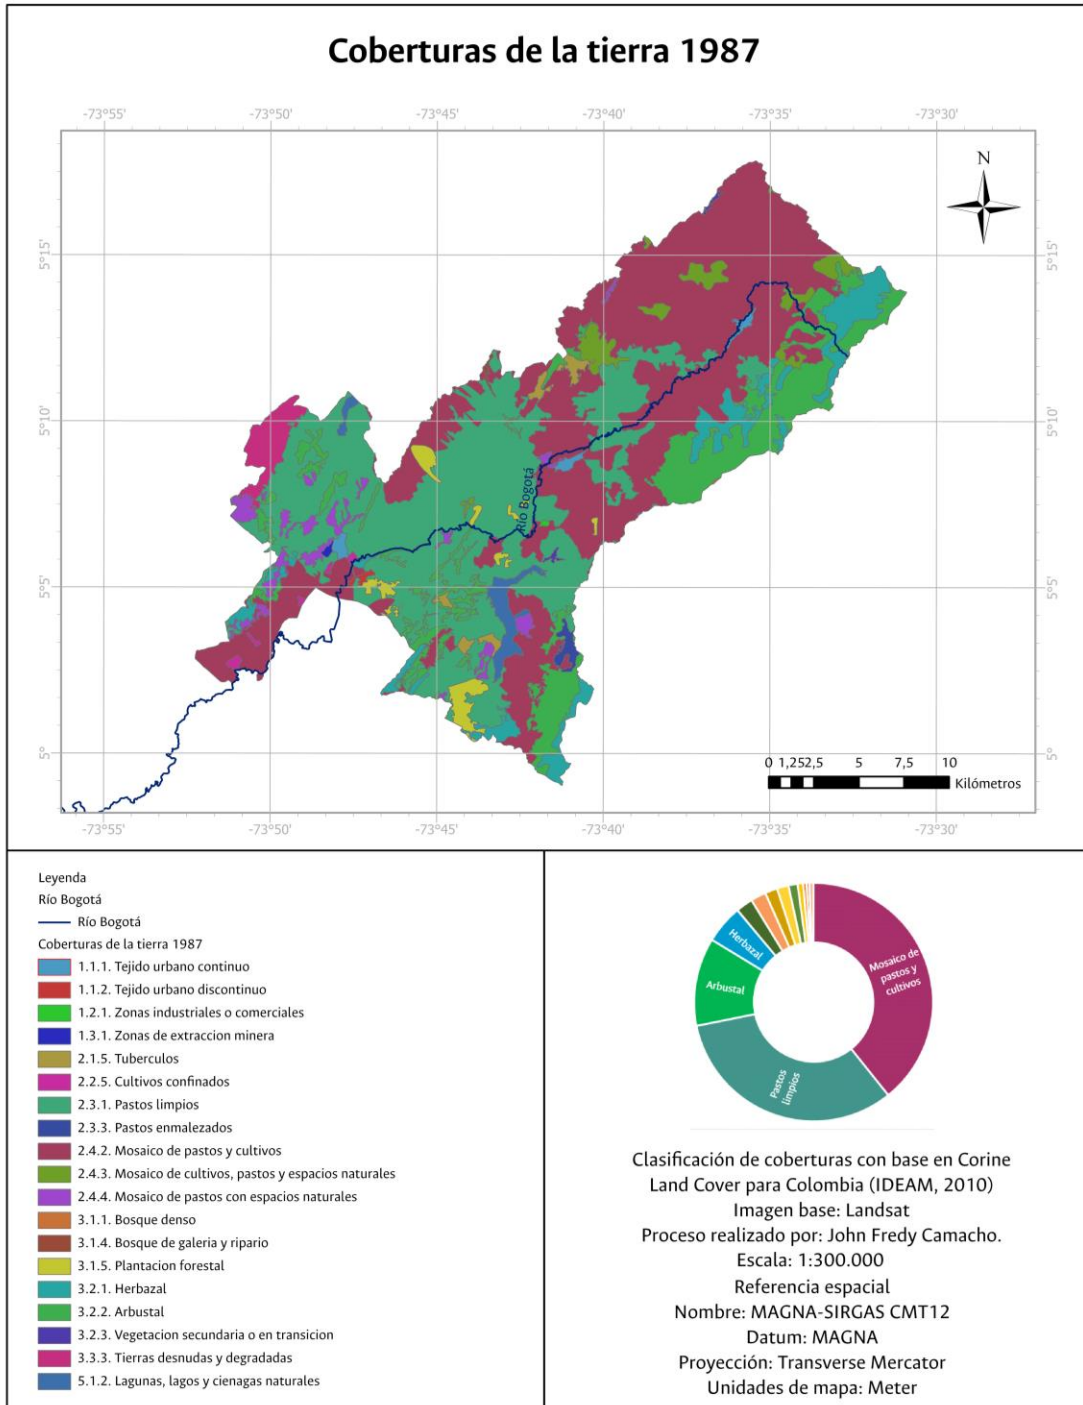 Coberturas de la tierra 1987
-73°55' -73°50' -73°45' -73°40' -73°35' -73°30'
N
5°15' 5°15'
5°10' 5°10'
Río Bogotá
5°5' 5°5'
5° 5°
0 1,252,5 5 7,5 10
Kilómetros
-73°55' -73°50' -73°45' -73°40' -73°35' -73°30'
Leyenda
Río Bogotá
Río Bogotá
Coberturas de la tierra 1987
1.1.1. Tejido urbano continuo
1.1.2. Tejido urbano discontinuo
1.2.1. Zonas industriales o comerciales
1.3.1. Zonas de extraccion minera
2.1.5. Tuberculos
2.2.5. Cultivos confinados
2.3.1. Pastos limpios
2.3.3. Pastos enmalezados
2.4.2. Mosaico de pastos y cultivos
2.4.3. Mosaico de cultivos, pastos y espacios naturales
2.4.4. Mosaico de pastos con espacios naturales
3.1.1. Bosque denso
3.1.4. Bosque de galeria y ripario
3.1.5. Plantacion forestal
3.2.1. Herbazal
3.2.2. Arbustal
3.2.3. Vegetacion secundaria o en transicion
3.3.3. Tierras desnudas y degradadas
5.1.2. Lagunas, lagos y cienagas naturales
Herbazal
Arbustal
Mosaico de
pastos y
cultivos
Pastos
limpios
Clasificación de coberturas con base en Corine
Land Cover para Colombia (IDEAM, 2010)
Imagen base: Landsat
Proceso realizado por: John Fredy Camacho.
Escala: 1:300.000
Referencia espacial
Nombre: MAGNA-SIRGAS CMT12
Datum: MAGNA
Proyección: Transverse Mercator
Unidades de mapa: Meter